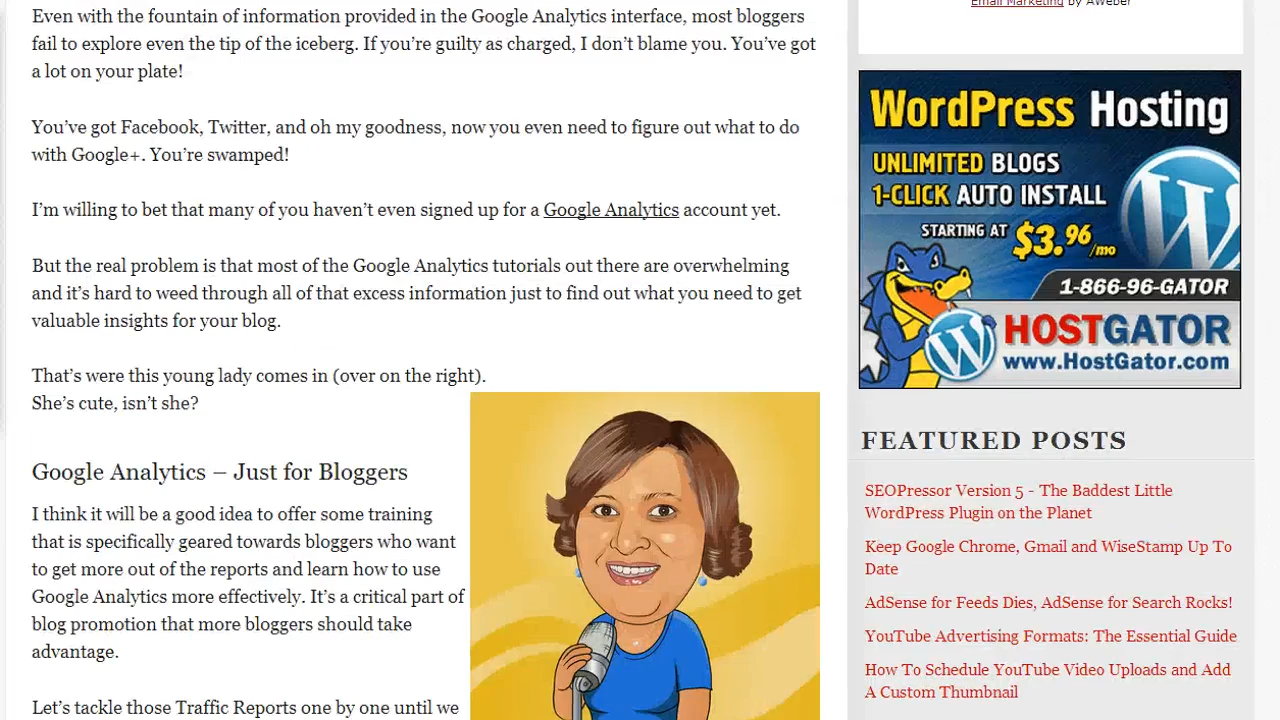 Even with the fountain of information provided in the Google Analytics interface, most bloggers
fail to explore even the tip of the iceberg. If you’re guilty as charged, I don’t blame you. You’ve got
a lot on your plate!
You’ve got Facebook, Twitter, and oh my goodness, now you even need to figure out what to do
with Google+. You’re swamped!
I’m willing to bet that many of you haven’t even signed up for a Google Analytics account yet.
But the real problem is that most of the Google Analytics tutorials out there are overwhelming
and it’s hard to weed through all of that excess information just to find out what you need to get
valuable insights for your blog.
That’s were this young lady comes in (over on the right).
She’s cute, isn’t she?
Google Analytics – Just for Bloggers
I think it will be a good idea to offer some training
that is specifically geared towards bloggers who want
to get more out of the reports and learn how to use
Google Analytics more effectively. It’s a critical part of
blog promotion that more bloggers should take
advantage.
Let’s tackle those Traffic Reports one by one until we
Email Marketing by AWeber
WordPress Hosting
UNLIMITED BLOGS
1-CLICK AUTO INSTALL
STARTING AT $3.96/mo
1-866-96-GATOR
HOSTGATOR
www.HostGator.com
FEATURED POSTS
SEOPressor Version 5 - The Baddest Little
WordPress Plugin on the Planet
Keep Google Chrome, Gmail and WiseStamp Up To
Date
AdSense for Feeds Dies, AdSense for Search Rocks!
YouTube Advertising Formats: The Essential Guide
How To Schedule YouTube Video Uploads and Add
A Custom Thumbnail